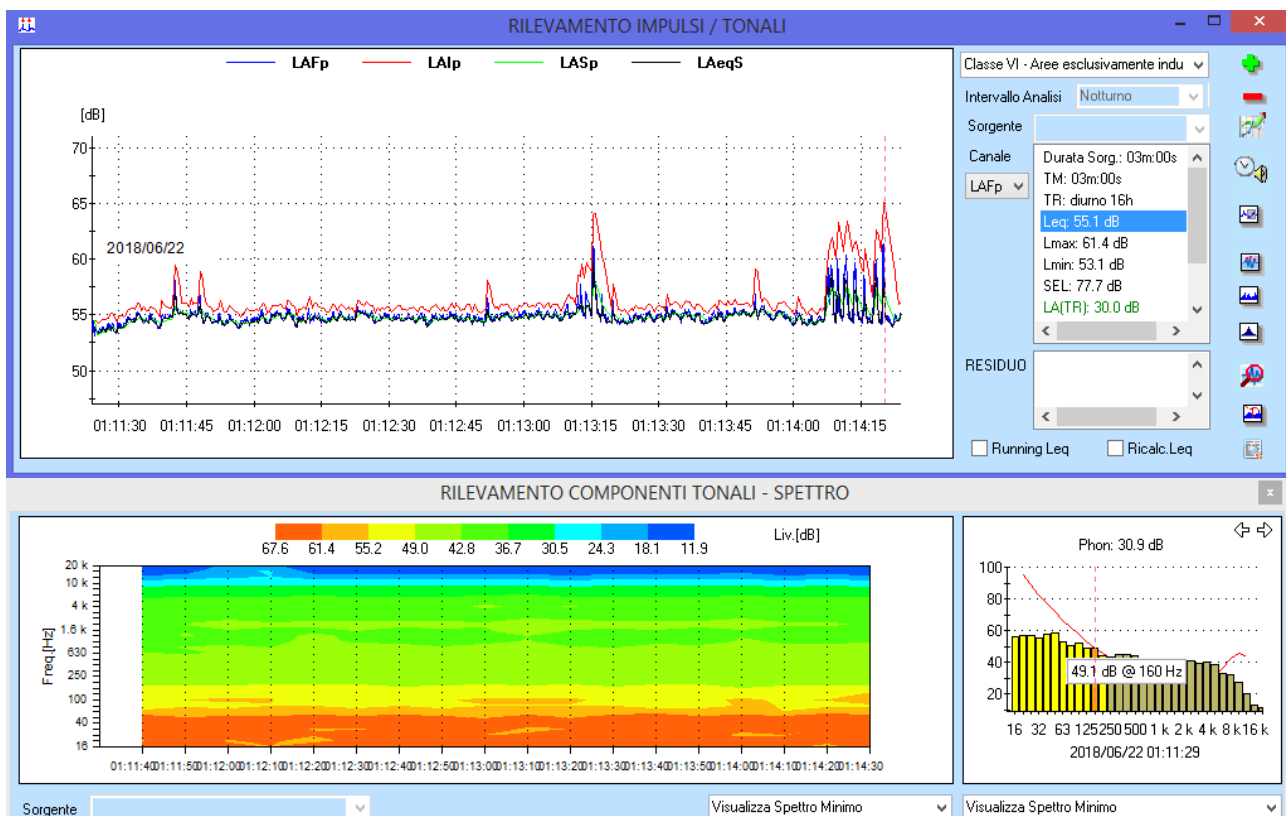 RILEVAMENTO IMPULSI / TONALI
LAFp LAIp LASp LAeqS
[dB]
70
65
60
55
50
2018/06/22
01:11:30 01:11:45 01:12:00 01:12:15 01:12:30 01:12:45 01:13:00 01:13:15 01:13:30 01:13:45 01:14:00 01:14:15
Classe VI - Aree esclusivamente indu
Intervallo Analisi Notturno
Sorgente
Canale
LAFp
Durata Sorg.: 03m:00s
TM: 03m:00s
TR: diurno 16h
Leq: 55.1 dB
Lmax: 61.4 dB
Lmin: 53.1 dB
SEL: 77.7 dB
LA(TR): 30.0 dB
RESIDUO
Running Leq Ricalc.Leq
RILEVAMENTO COMPONENTI TONALI - SPETTRO
x
67.6 61.4 55.2 49.0 42.8 36.7 30.5 24.3 18.1 11.9
Liv.[dB]
Freq.[Hz]
20 k
10 k
4 k
1.6 k
630
250
100
40
16
01:11:40 01:11:50 01:12:00 01:12:10 01:12:20 01:12:30 01:12:40 01:12:50 01:13:00 01:13:10 01:13:20 01:13:30 01:13:40 01:13:50 01:14:00 01:14:10 01:14:20 01:14:30
Phon: 30.9 dB
100
80
60
40
20
49.1 dB @ 160 Hz
16 32 63 125 250 500 1 k 2 k 4 k 8 k 16 k
2018/06/22 01:11:29
Sorgente
Visualizza Spettro Minimo
Visualizza Spettro Minimo